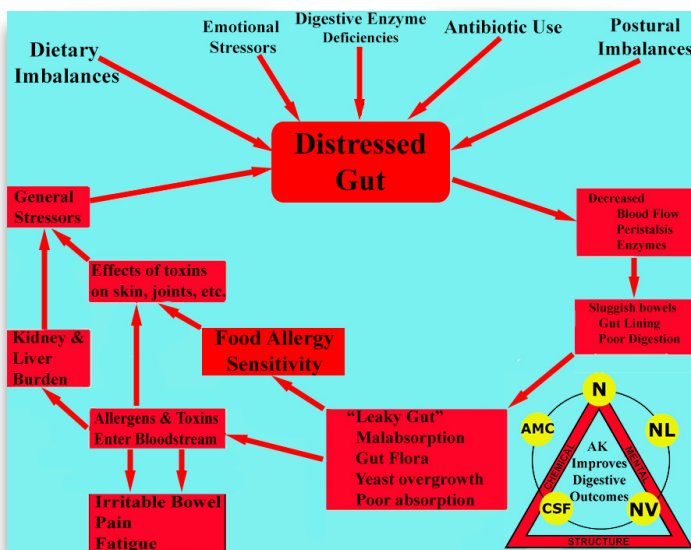 Dietary
Imbalances
Emotional
Stressors
Digestive Enzyme
Deficiencies
Antibiotic Use
Postural
Imbalances
Distressed
Gut
General
Stressors
Decreased
Blood Flow
Peristalsis
Enzymes
Effects of toxins
on skin, joints, etc.
Sluggish bowels
Gut Lining
Poor Digestion
Kidney &
Liver
Burden
Food Allergy
Sensitivity
Allergens & Toxins
Enter Bloodstream
“Leaky Gut”
Malabsorption
Gut Flora
Yeast overgrowth
Poor absorption
Irritable Bowel
Pain
Fatigue
N
AMC
NL
CHEMICAL
MENTAL
AK
Improves
Digestive
Outcomes
CSF
NV
STRUCTURE